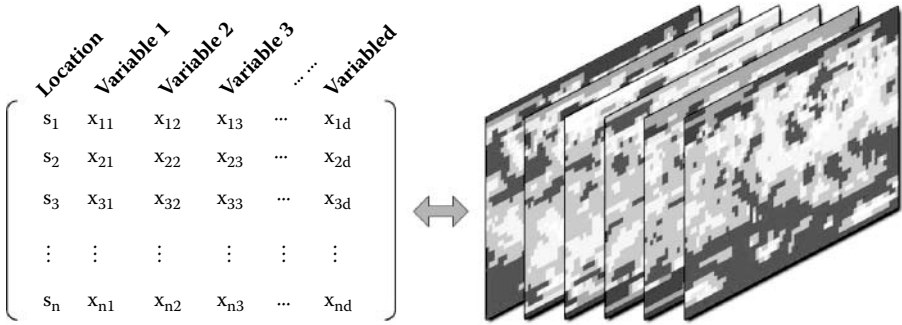 Location Variable 1 Variable 2 Variable 3 ... ... Variabled
s1 x11 x12 x13 ... x1d
s2 x21 x22 x23 ... x2d
s3 x31 x32 x33 ... x3d
⋮ ⋮ ⋮ ⋮ ⋮
sn xn1 xn2 xn3 ... xnd